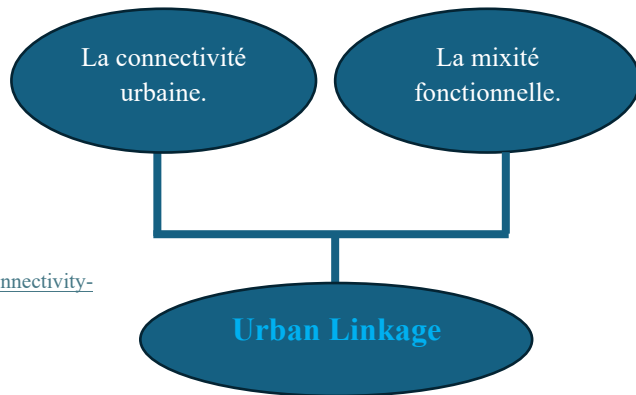 La connectivité
urbaine.
La mixité
fonctionnelle.
nnectivity-
Urban Linkage